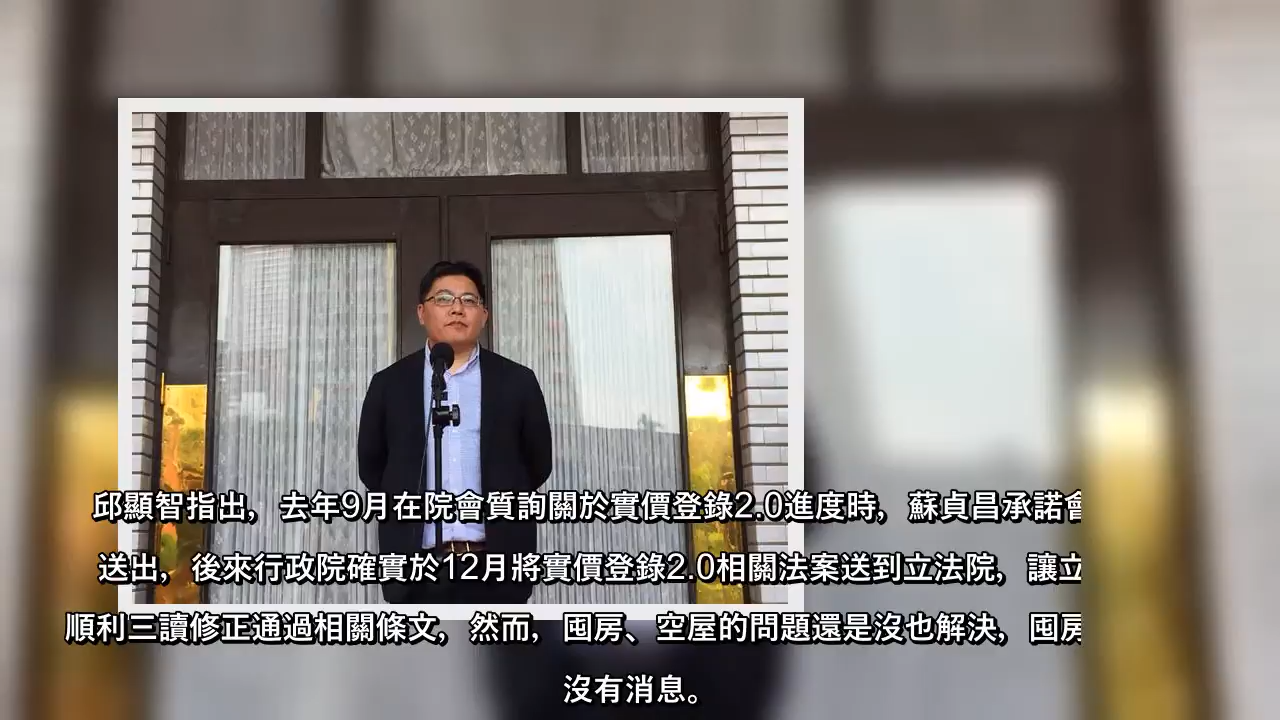 邱顯智指出，去年9月在院會質詢關於實價登錄2.0進度時，蘇貞昌承諾會
送出，後來行政院確實於12月將實價登錄2.0相關法案送到立法院，讓立
順利三讀修正通過相關條文，然而，囤房、空屋的問題還是沒也解決，囤房
沒有消息。